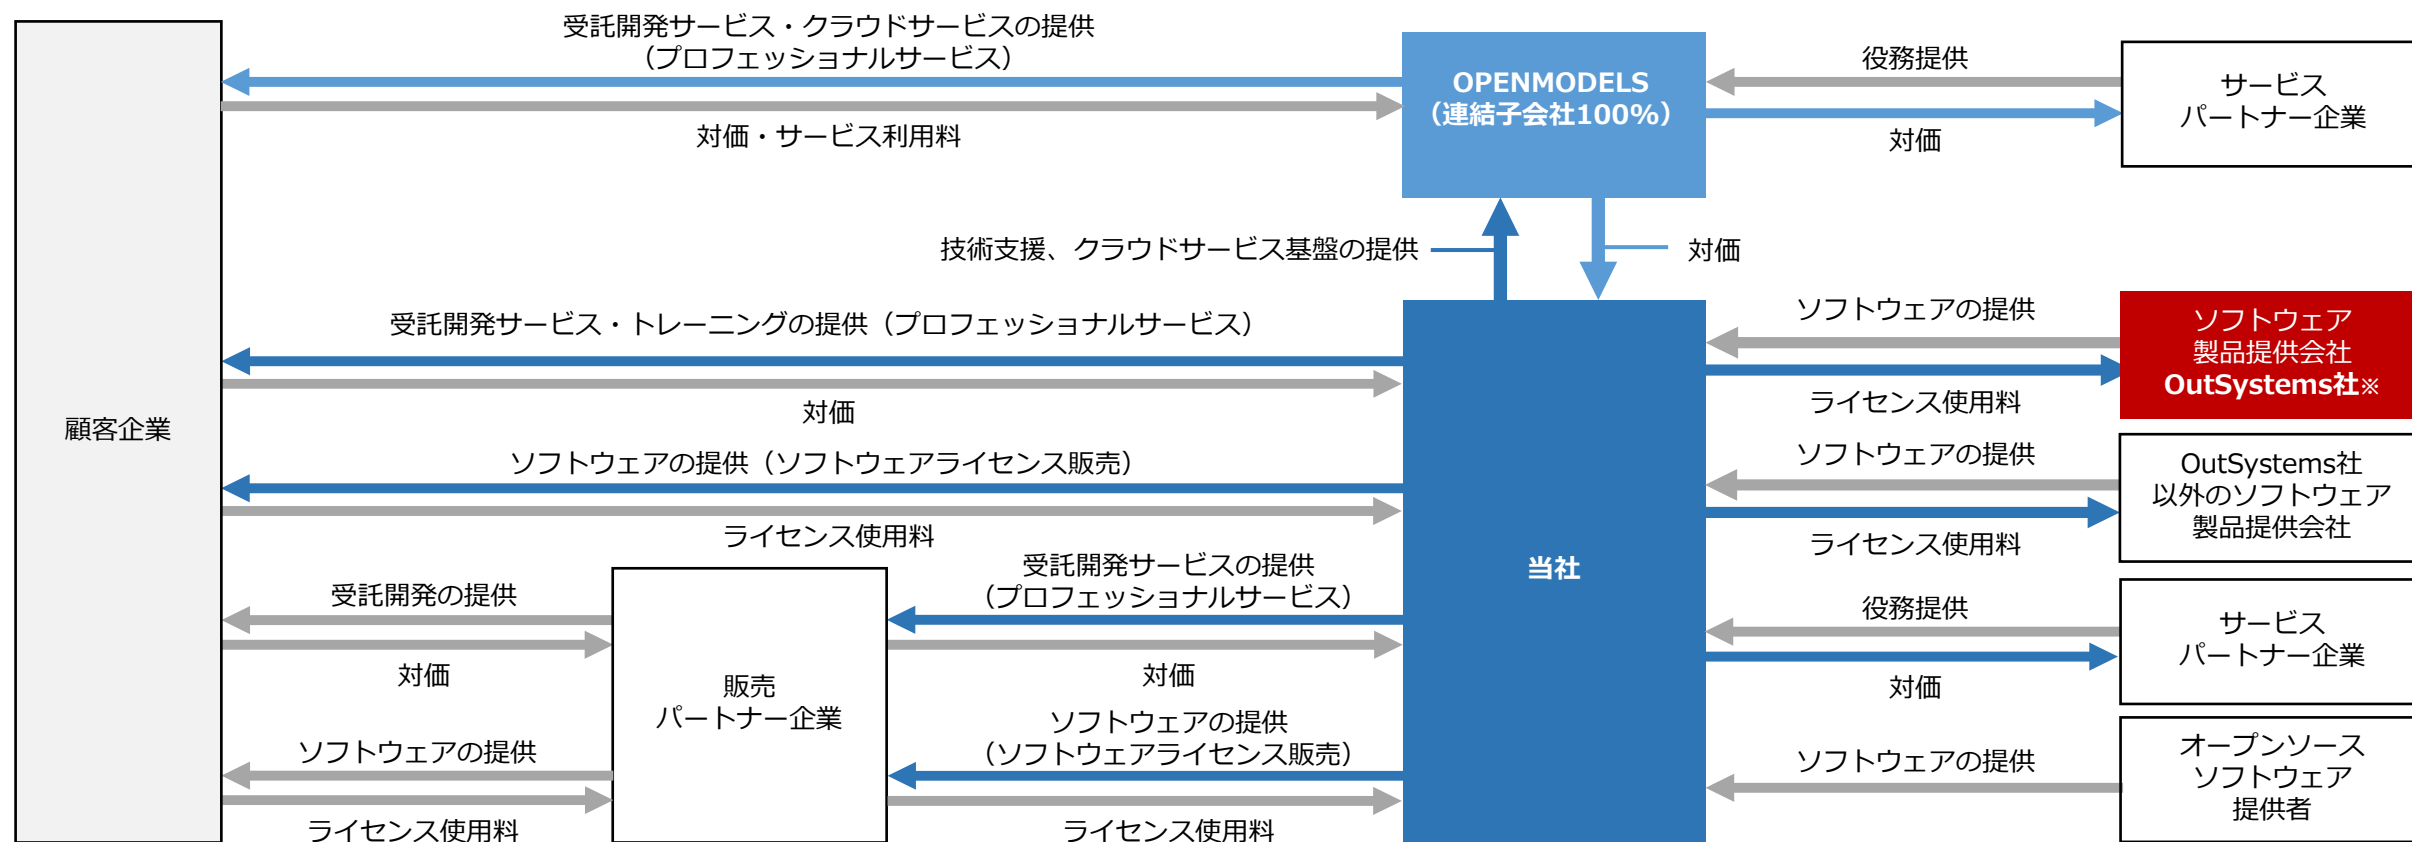 受託開発サービス・クラウドサービスの提供
（プロフェッショナルサービス）
対価・サービス利用料
OPENMODELS
（連結子会社100%）
役務提供
対価
サービス
パートナー企業
技術支援、クラウドサービス基盤の提供
対価
顧客企業
受託開発サービス・トレーニングの提供（プロフェッショナルサービス）
対価
ソフトウェアの提供（ソフトウェアライセンス販売）
ライセンス使用料
受託開発の提供
対価
ソフトウェアの提供
ライセンス使用料
販売
パートナー企業
受託開発サービスの提供
（プロフェッショナルサービス）
対価
ソフトウェアの提供
（ソフトウェアライセンス販売）
ライセンス使用料
当社
ソフトウェアの提供
ライセンス使用料
ソフトウェア
製品提供会社
OutSystems社※
ソフトウェアの提供
ライセンス使用料
OutSystems社
以外のソフトウェア
製品提供会社
役務提供
対価
サービス
パートナー企業
ソフトウェアの提供
オープンソース
ソフトウェア
提供者